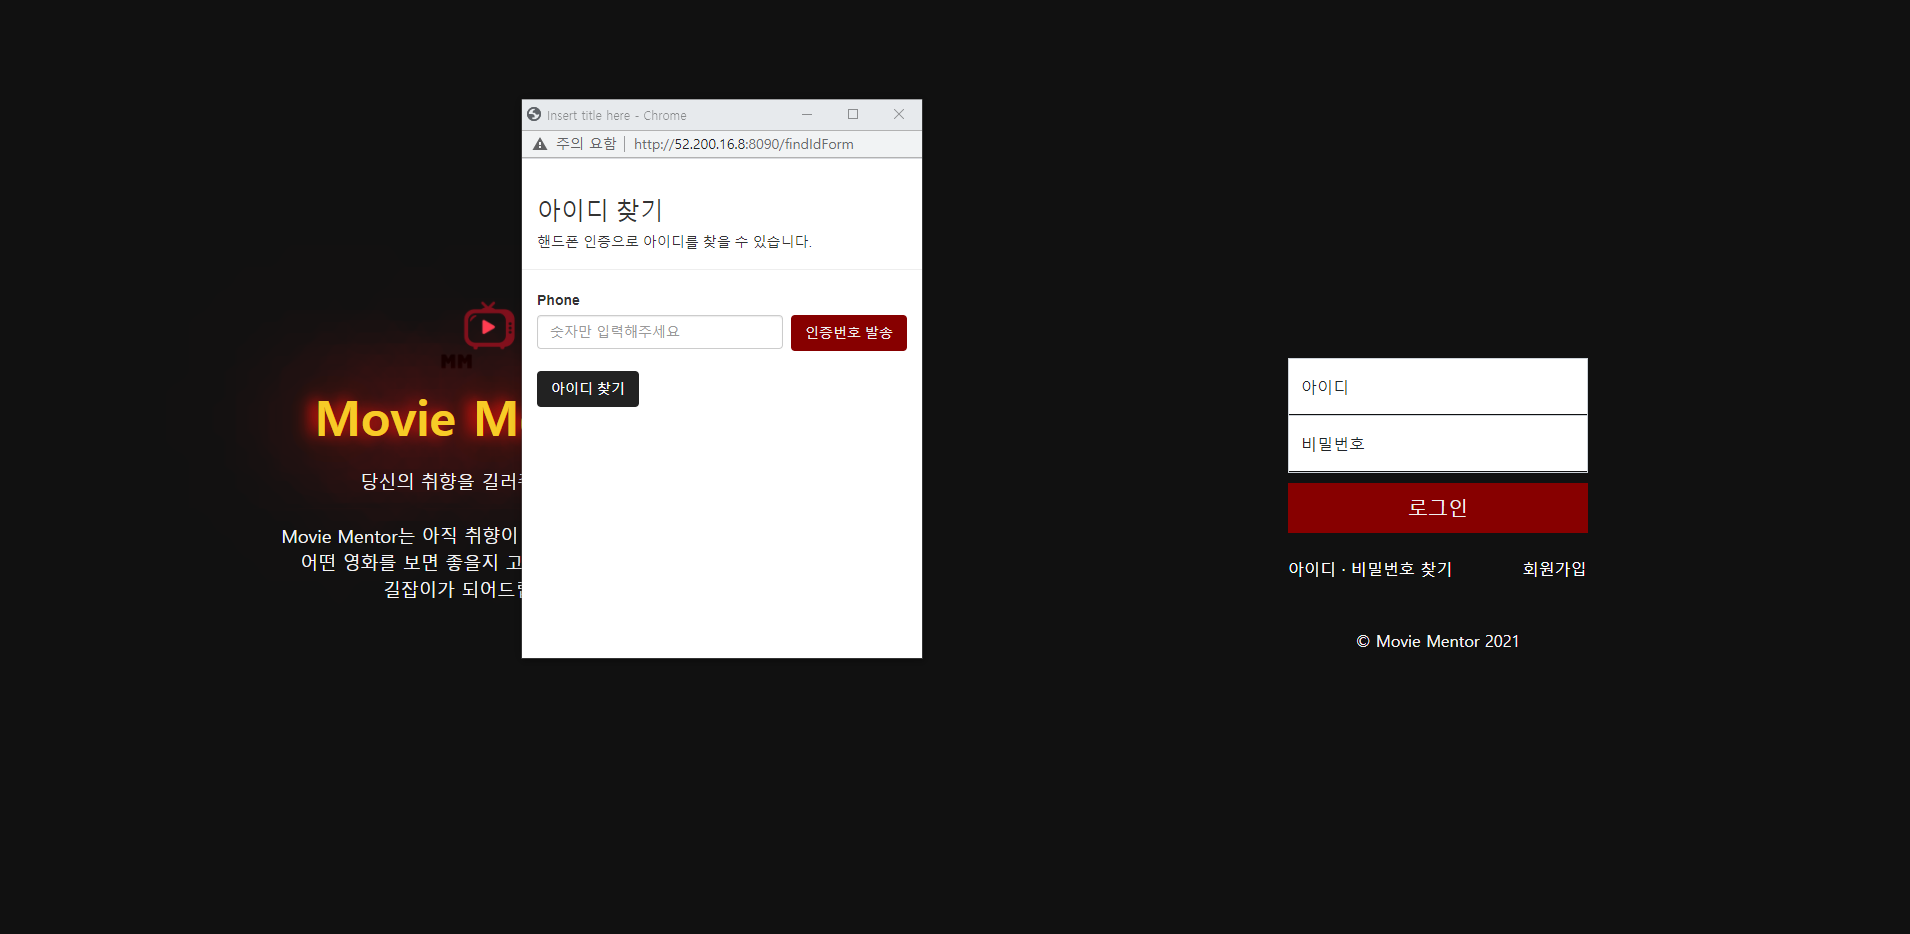 Insert title here - Chrome
주의 요함 | http://52.200.16.8:8090/findIdForm
아이디 찾기
핸드폰 인증으로 아이디를 찾을 수 있습니다.
Phone
숫자만 입력해주세요
인증번호 발송
아이디 찾기
MM
Movie M
당신의 취향을 길러
Movie Mentor는 아직 취향이
어떤 영화를 보면 좋을지 고
길잡이가 되어드
아이디
비밀번호
로그인
아이디 · 비밀번호 찾기
회원가입
© Movie Mentor 2021